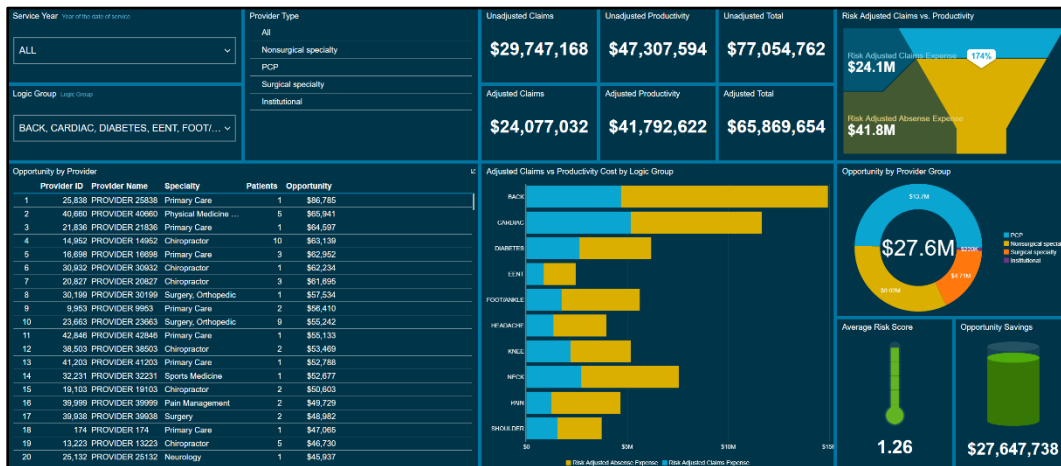 Service Year Year of the date of service
ALL
Logic Group Logic Group
BACK, CARDIAC, DIABETES, EENT, FOOT/...
Provider Type
All
Nonsurgical specialty
PCP
Surgical specialty
Institutional
Unadjusted Claims
$29,747,168
Unadjusted Productivity
$47,307,594
Unadjusted Total
$77,054,762
Adjusted Claims
$24,077,032
Adjusted Productivity
$41,792,622
Adjusted Total
$65,869,654
Risk Adjusted Claims vs. Productivity
Risk Adjusted Claims Expense
$24.1M
174%
Risk Adjusted Absense Expense
$41.8M
Opportunity by Provider
Provider ID Provider Name Specialty Patients Opportunity
1 25,838 PROVIDER 25838 Primary Care 1 $86,785
2 40,660 PROVIDER 40660 Physical Medicine ... 5 $65,941
3 21,836 PROVIDER 21836 Primary Care 1 $64,597
4 14,952 PROVIDER 14952 Chiropractor 10 $63,139
5 16,698 PROVIDER 16698 Primary Care 3 $62,952
6 30,932 PROVIDER 30932 Chiropractor 1 $62,234
7 20,827 PROVIDER 20827 Chiropractor 3 $61,695
8 30,199 PROVIDER 30199 Surgery, Orthopedic 1 $57,534
9 9,953 PROVIDER 9953 Primary Care 2 $56,410
10 23,663 PROVIDER 23663 Surgery, Orthopedic 9 $55,242
11 42,846 PROVIDER 42846 Primary Care 1 $55,133
12 38,503 PROVIDER 38503 Chiropractor 2 $53,469
13 41,203 PROVIDER 41203 Primary Care 1 $52,788
14 32,231 PROVIDER 32231 Sports Medicine 1 $52,677
15 19,103 PROVIDER 19103 Chiropractor 2 $50,603
16 39,999 PROVIDER 39999 Pain Management 2 $49,729
17 39,938 PROVIDER 39938 Surgery 2 $48,982
18 174 PROVIDER 174 Primary Care 1 $47,065
19 13,223 PROVIDER 13223 Chiropractor 5 $46,730
20 25,132 PROVIDER 25132 Neurology 1 $45,937
Adjusted Claims vs Productivity Cost by Logic Group
BACK
CARDIAC
DIABETES
EENT
FOOT/ANKLE
HEADACHE
KNEE
NECK
PAIN
SHOULDER
$0 $5M $10M $15
Risk Adjusted Absense Expense Risk Adjusted Claims Expense
Opportunity by Provider Group
$27.6M
$4.71M
PCP
Nonsurgical special
Surgical specialty
Institutional
Average Risk Score
1.26
Opportunity Savings
$27,647,738